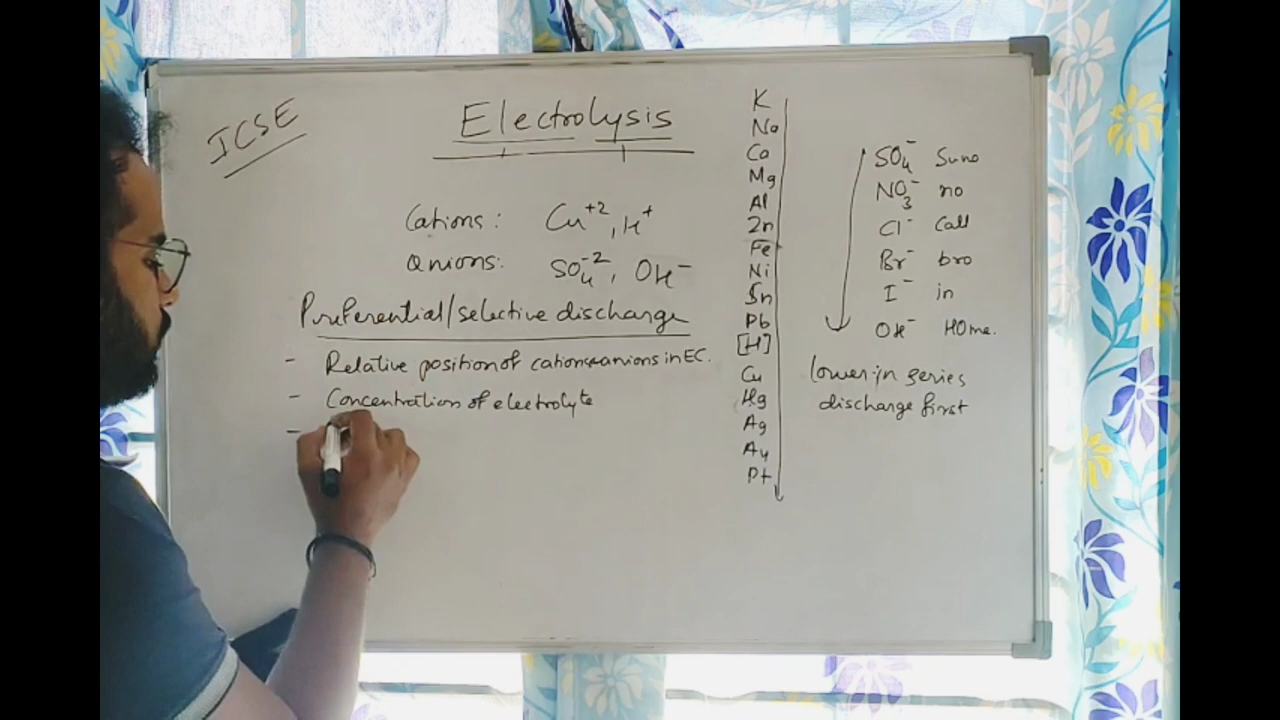 ICSE
Electrolysis
Cations: Cu⁺², H⁺
anions: SO₄⁻², OH⁻
Preferential/selective discharge
- Relative position of cations & anions in EC.
- Concentration of electrolyte
-
K
Na
Ca
Mg
Al
Zn
Fe
Ni
Sn
Pb
[H]
Cu
Hg
Ag
Au
Pt
SO₄⁻ Suno
NO₃⁻ no
Cl⁻ Call
Br⁻ bro
I⁻ in
OH⁻ HOme.
lower in series
discharge first